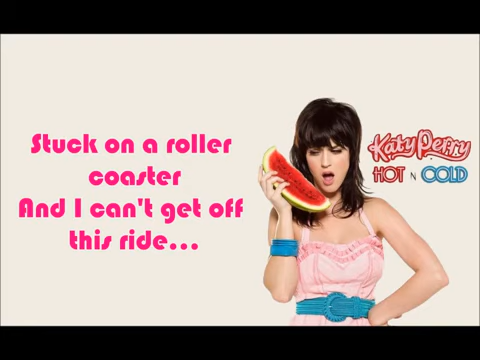 Stuck on a roller
coaster
And I can't get off
this ride...
Katy Perry
HOT N COLD